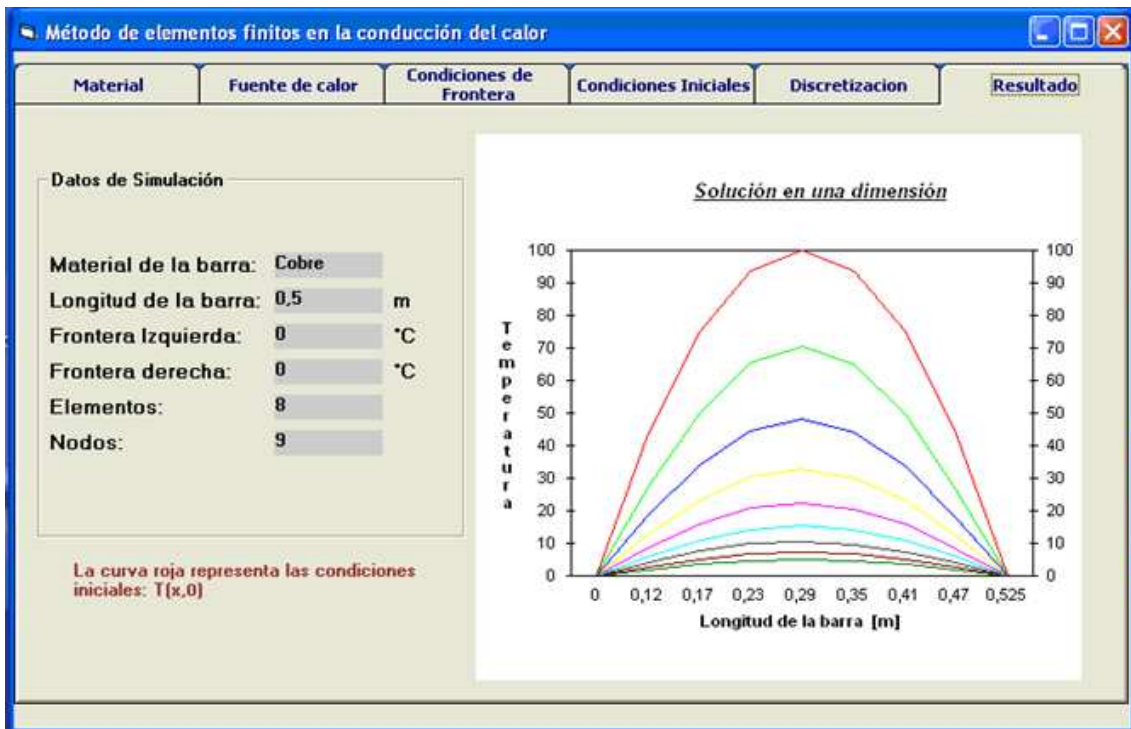 Método de elementos finitos en la conducción del calor
Material
Fuente de calor
Condiciones de
Frontera
Condiciones Iniciales
Discretizacion
Resultado
Datos de Simulación
Material de la barra: Cobre
Longitud de la barra: 0,5 m
Frontera Izquierda: 0 °C
Frontera derecha: 0 °C
Elementos: 8
Nodos: 9
La curva roja representa las condiciones
iniciales: T(x,0)
Solución en una dimensión
Temperatura
100 100
90 90
80 80
70 70
60 60
50 50
40 40
30 30
20 20
10 10
0 0
0 0,12 0,17 0,23 0,29 0,35 0,41 0,47 0,525
Longitud de la barra [m]